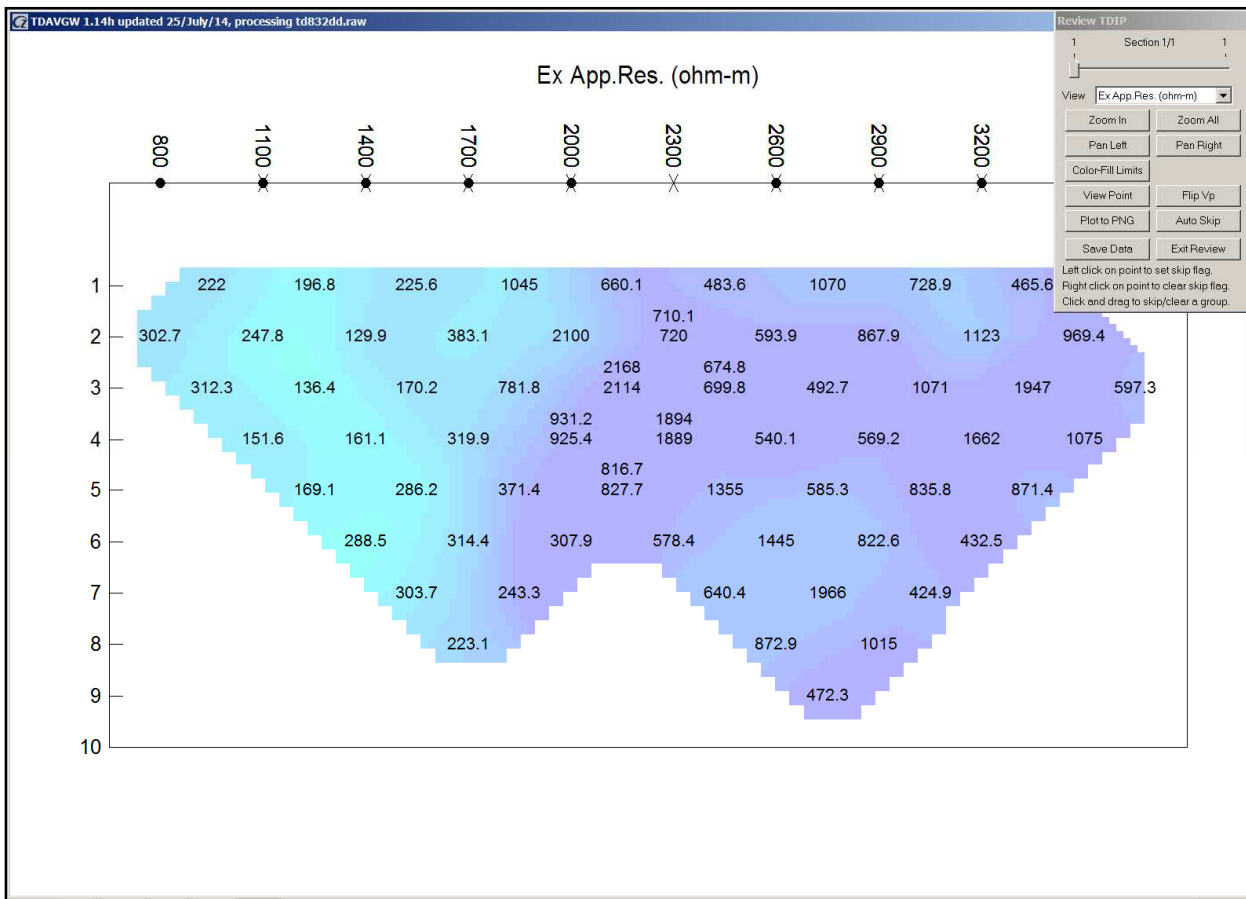 TDAVGW 1.14h updated 25/July/14, processing td832dd.raw
Review TDIP
1 Section 1/1 1
View Ex App.Res. (ohm-m)
Zoom In Zoom All
Pan Left Pan Right
Color-Fill Limits
View Point Flip Vp
Plot to PNG Auto Skip
Save Data Exit Review
Left click on point to set skip flag.
Right click on point to clear skip flag.
Click and drag to skip/clear a group.
Ex App.Res. (ohm-m)
800 1100 1400 1700 2000 2300 2600 2900 3200
1 222 196.8 225.6 1045 660.1 483.6 1070 728.9 465.6
710.1
2 302.7 247.8 129.9 383.1 2100 720 593.9 867.9 1123 969.4
2168 674.8
3 312.3 136.4 170.2 781.8 2114 699.8 492.7 1071 1947 597.3
931.2 1894
4 151.6 161.1 319.9 925.4 1889 540.1 569.2 1662 1075
816.7
5 169.1 286.2 371.4 827.7 1355 585.3 835.8 871.4
6 288.5 314.4 307.9 578.4 1445 822.6 432.5
7 303.7 243.3 640.4 1966 424.9
8 223.1 872.9 1015
9 472.3
10